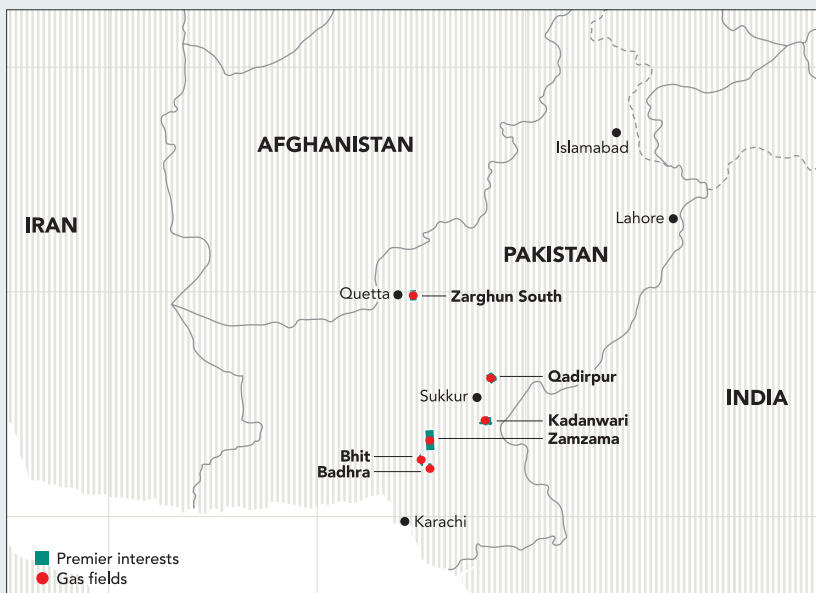 AFGHANISTAN
Islamabad
IRAN
Lahore
PAKISTAN
Quetta
Zarghun South
Qadirpur
Sukkur
INDIA
Kadanwari
Zamzama
Bhit
Badhra
Karachi
Premier interests
Gas fields